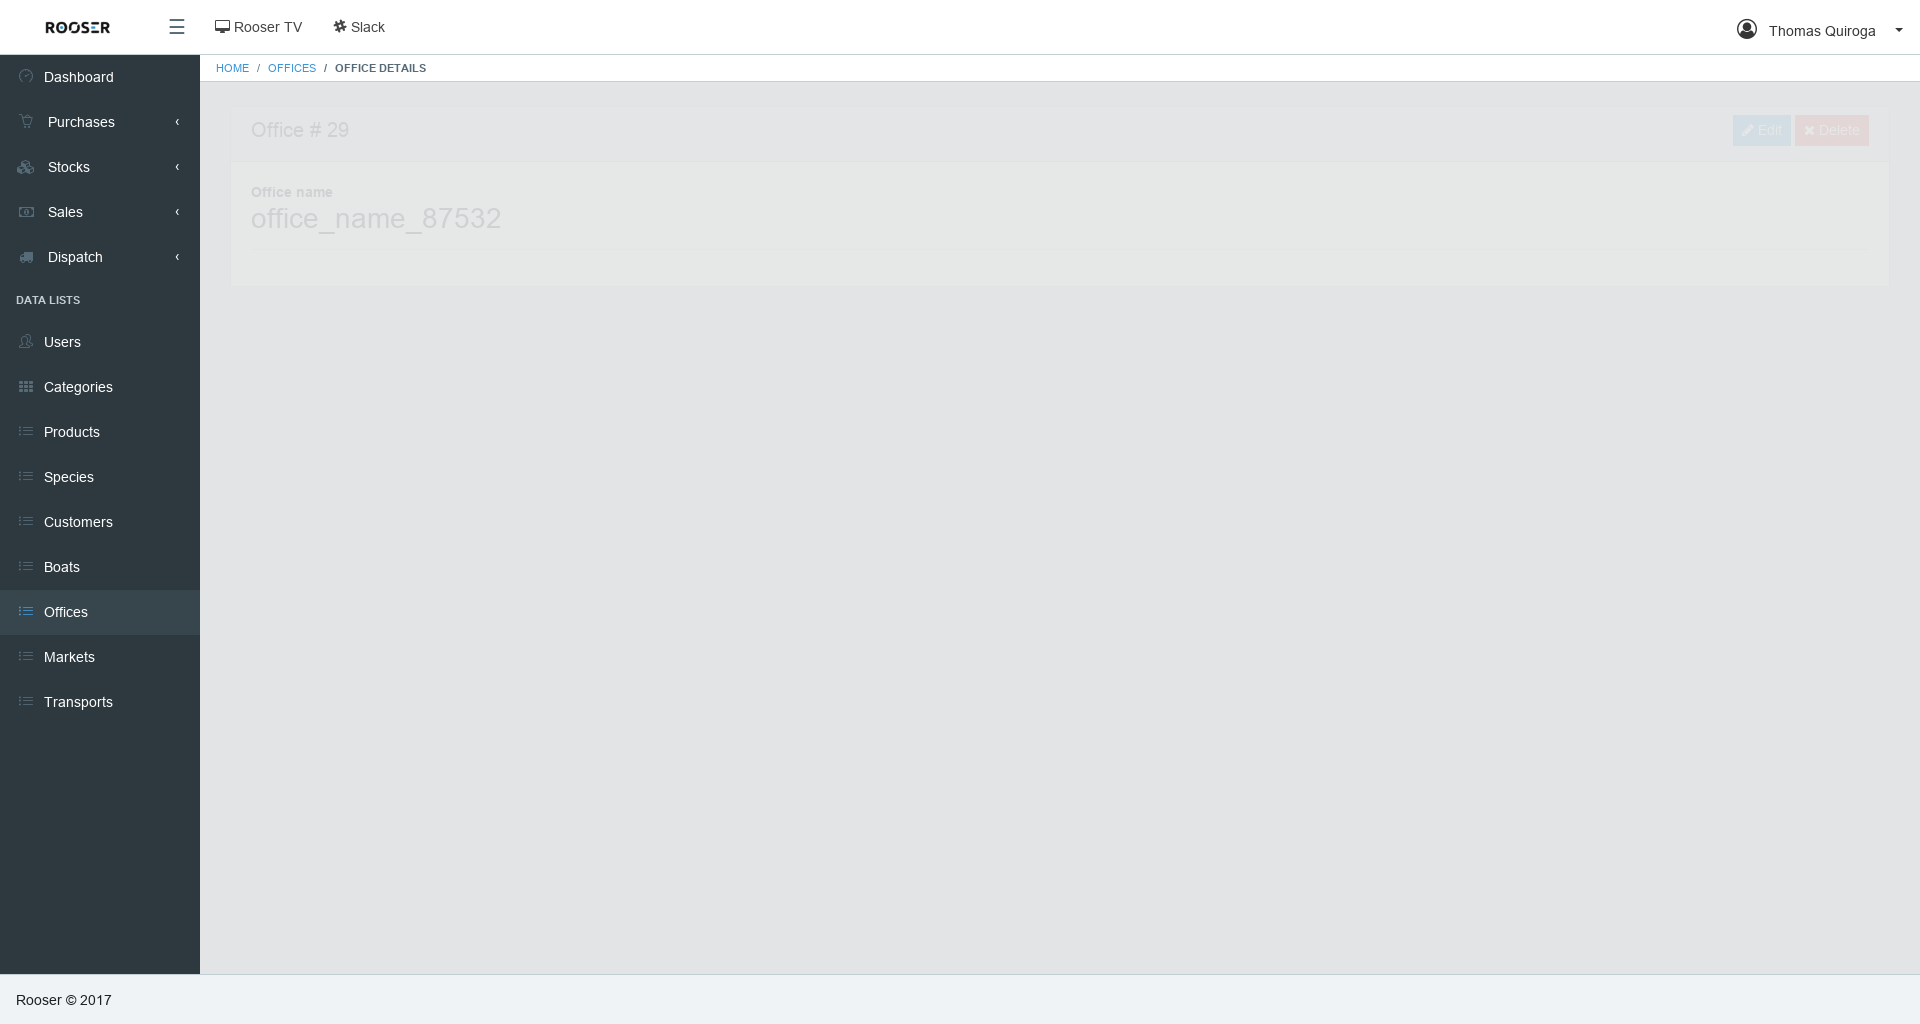 ROOSER
Rooser TV
Slack
Thomas Quiroga
HOME / OFFICES / OFFICE DETAILS
Dashboard
Purchases
Stocks
Sales
Dispatch
DATA LISTS
Users
Categories
Products
Species
Customers
Boats
Offices
Markets
Transports
Office # 29
Edit
Delete
Office name
office_name_87532
Rooser © 2017